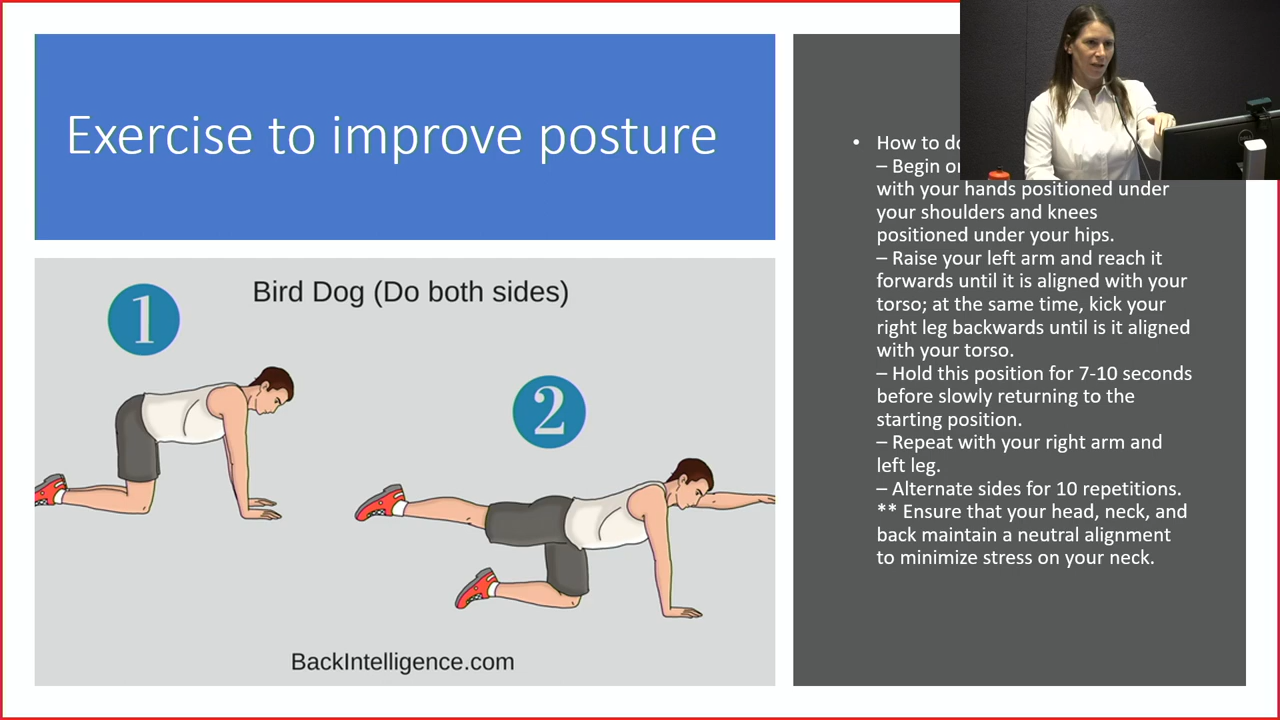 Exercise to improve posture
1
Bird Dog (Do both sides)
2
BackIntelligence.com
• How to do
– Begin
with your hands positioned under
your shoulders and knees
positioned under your hips.
– Raise your left arm and reach it
forwards until it is aligned with your
torso; at the same time, kick your
right leg backwards until is it aligned
with your torso.
– Hold this position for 7-10 seconds
before slowly returning to the
starting position.
– Repeat with your right arm and
left leg.
– Alternate sides for 10 repetitions.
** Ensure that your head, neck, and
back maintain a neutral alignment
to minimize stress on your neck.